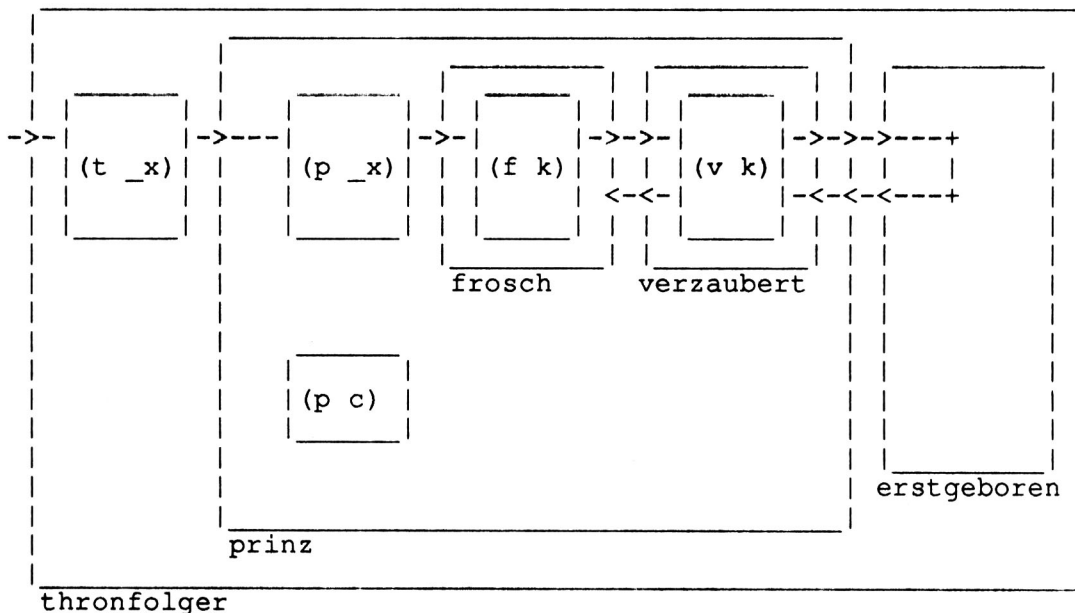 (t _x) (p _x) (f k) (v k)
frosch verzaubert
(p c)
erstgeboren
prinz
thronfolger